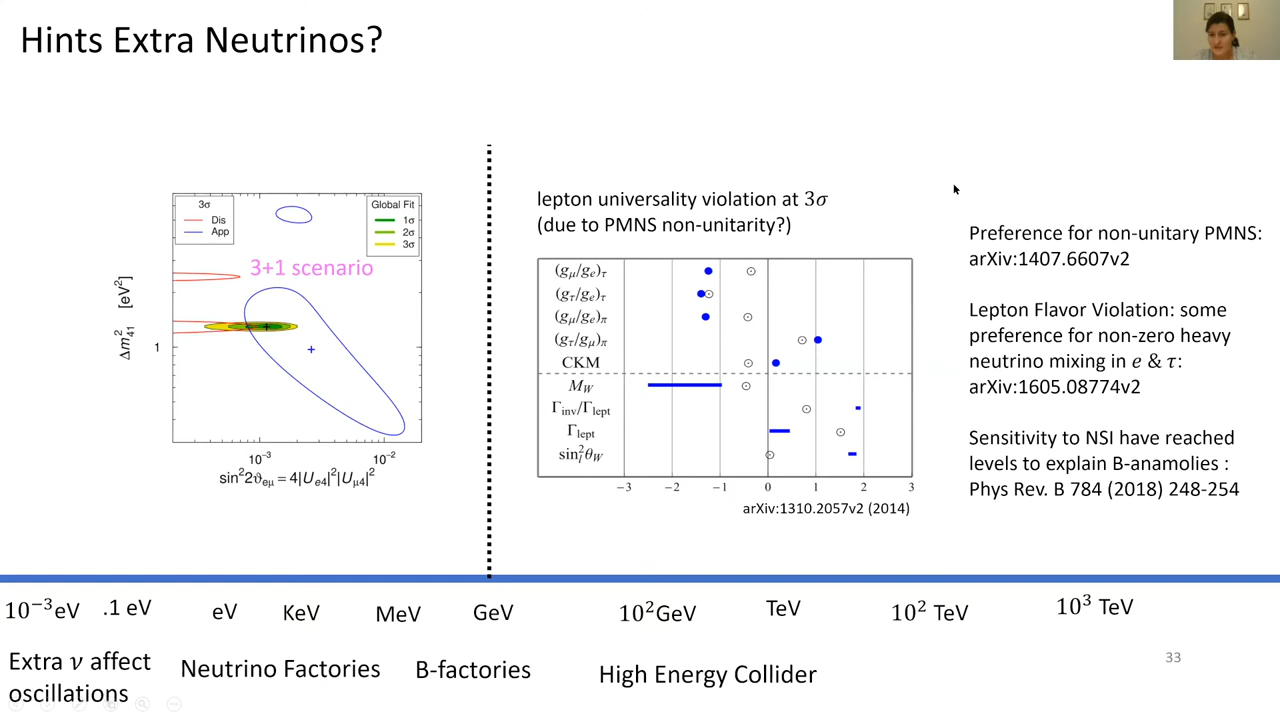 Hints Extra Neutrinos?
3σ
Dis
App
Global Fit
1σ
2σ
3σ
3+1 scenario
Δm²₄₁ [eV²]
1
10⁻³
10⁻²
sin²2ϑₑμ = 4|Uₑ₄|²|Uμ₄|²
lepton universality violation at 3σ
(due to PMNS non-unitarity?)
(gμ/gₑ)τ
(gτ/gₑ)τ
(gμ/gₑ)π
(gτ/gμ)π
CKM
M_W
Γinv/Γlept
Γlept
sin²ₗθ_W
−3 −2 −1 0 1 2 3
arXiv:1310.2057v2 (2014)
Preference for non-unitary PMNS:
arXiv:1407.6607v2
Lepton Flavor Violation: some
preference for non-zero heavy
neutrino mixing in e & τ:
arXiv:1605.08774v2
Sensitivity to NSI have reached
levels to explain B-anamolies :
Phys Rev. B 784 (2018) 248-254
10⁻³eV .1 eV eV KeV MeV GeV 10²GeV TeV 10² TeV 10³ TeV
Extra ν affect
oscillations
Neutrino Factories
B-factories
High Energy Collider
33